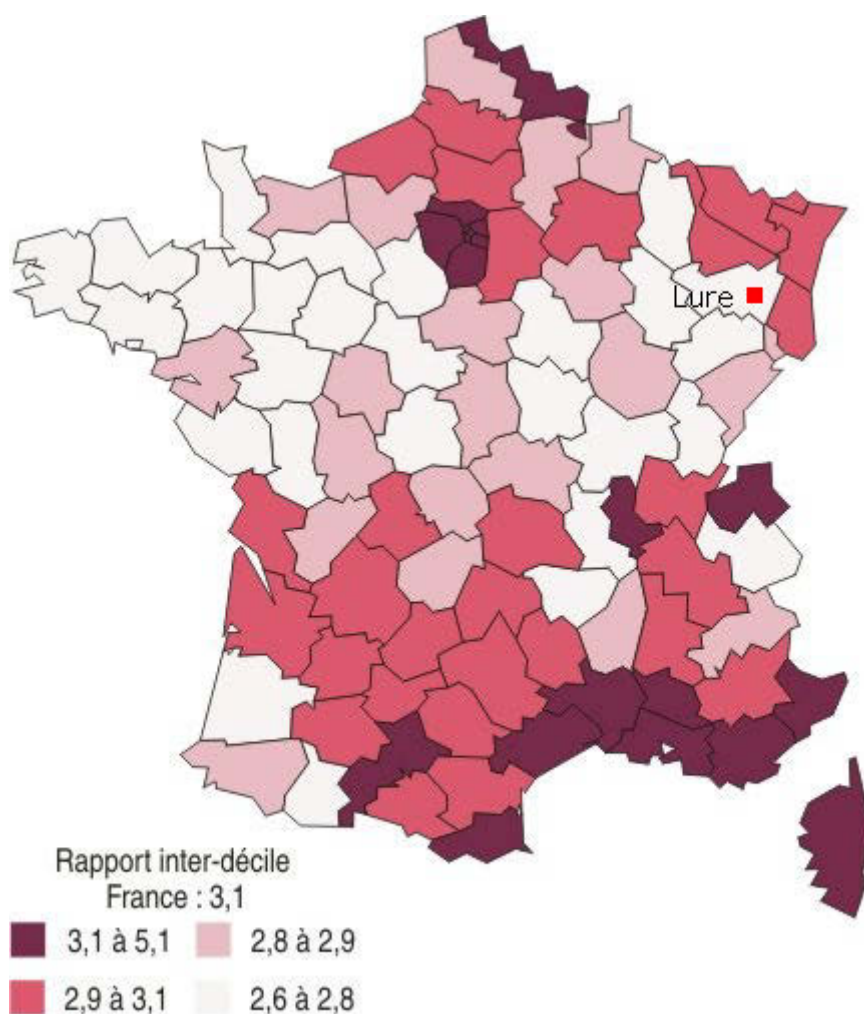 Lure
Rapport inter-décile
France : 3,1
3,1 à 5,1
2,8 à 2,9
2,9 à 3,1
2,6 à 2,8